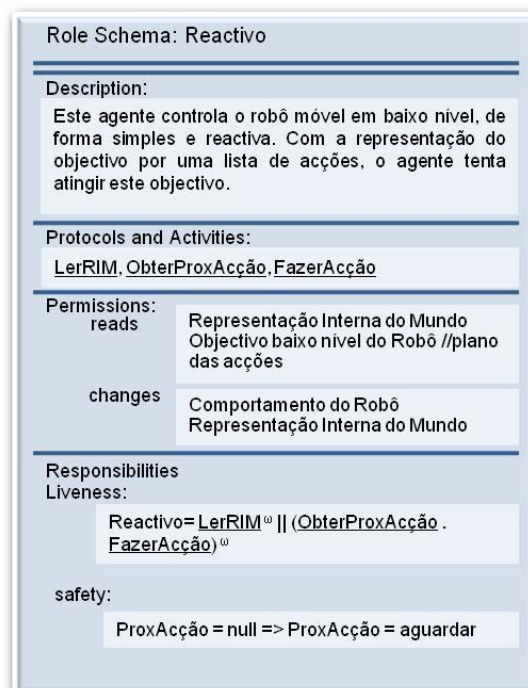 Role Schema: Reactivo
Description:
Este agente controla o robô móvel em baixo nível, de
forma simples e reactiva. Com a representação do
objectivo por uma lista de acções, o agente tenta
atingir este objectivo.
Protocols and Activities:
LerRIM, ObterProxAcção, FazerAcção
Permissions:
reads
Representação Interna do Mundo
Objectivo baixo nível do Robô //plano
das acções
changes
Comportamento do Robô
Representação Interna do Mundo
Responsibilities
Liveness:
Reactivo= LerRIM^ω || (ObterProxAcção .
FazerAcção)^ω
safety:
ProxAcção = null => ProxAcção = aguardar